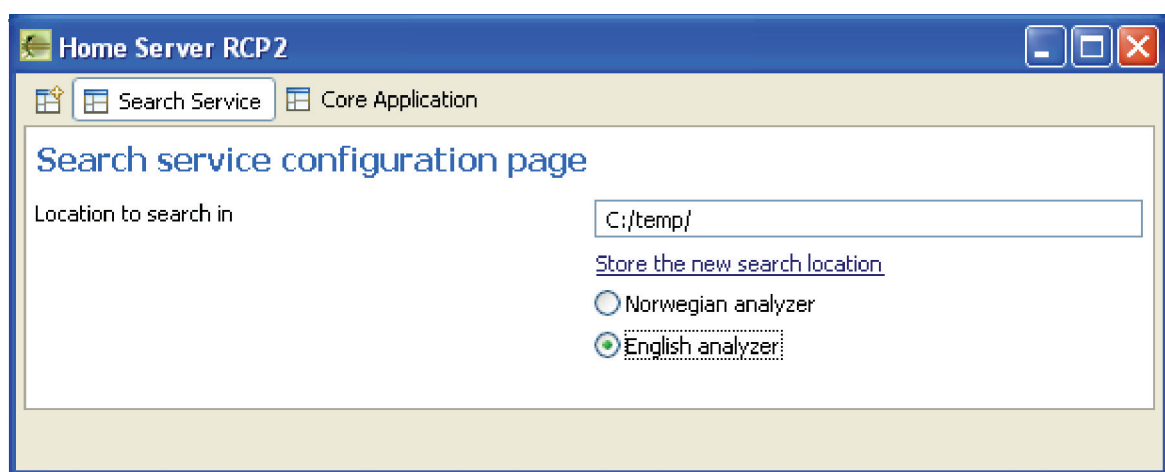 Home Server RCP2
Search Service Core Application
Search service configuration page
Location to search in C:/temp/
Store the new search location
Norwegian analyzer
English analyzer